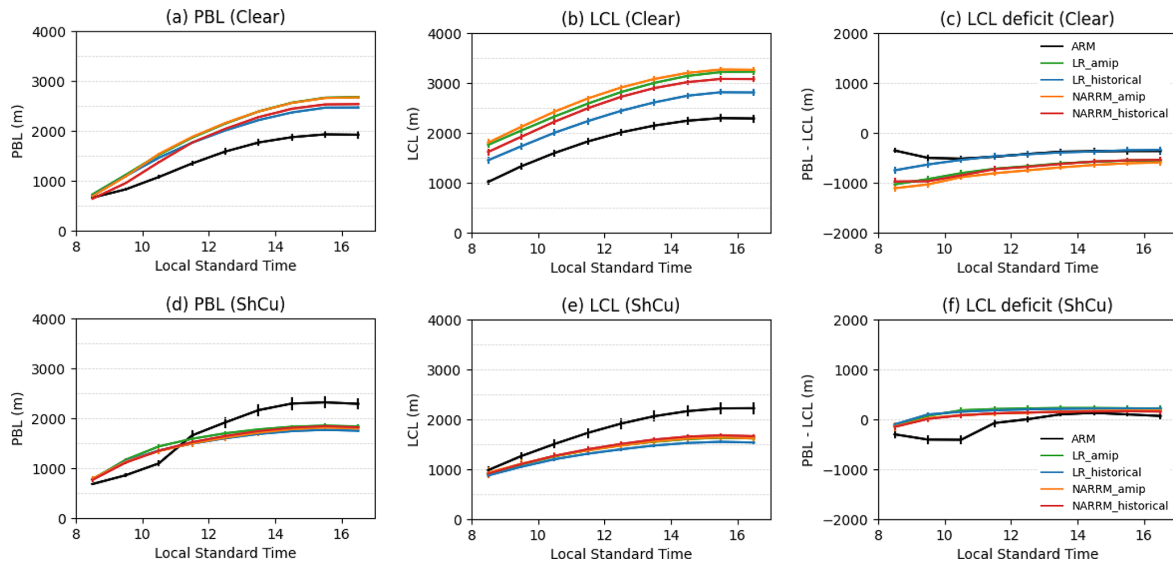 (a) PBL (Clear)
4000
3000
2000
1000
0
PBL (m)
8 10 12 14 16
Local Standard Time
(b) LCL (Clear)
4000
3000
2000
1000
0
LCL (m)
8 10 12 14 16
Local Standard Time
(c) LCL deficit (Clear)
2000
1000
0
−1000
−2000
PBL - LCL (m)
ARM
LR_amip
LR_historical
NARRM_amip
NARRM_historical
8 10 12 14 16
Local Standard Time
(d) PBL (ShCu)
4000
3000
2000
1000
0
PBL (m)
8 10 12 14 16
Local Standard Time
(e) LCL (ShCu)
4000
3000
2000
1000
0
LCL (m)
8 10 12 14 16
Local Standard Time
(f) LCL deficit (ShCu)
2000
1000
0
−1000
−2000
PBL - LCL (m)
ARM
LR_amip
LR_historical
NARRM_amip
NARRM_historical
8 10 12 14 16
Local Standard Time